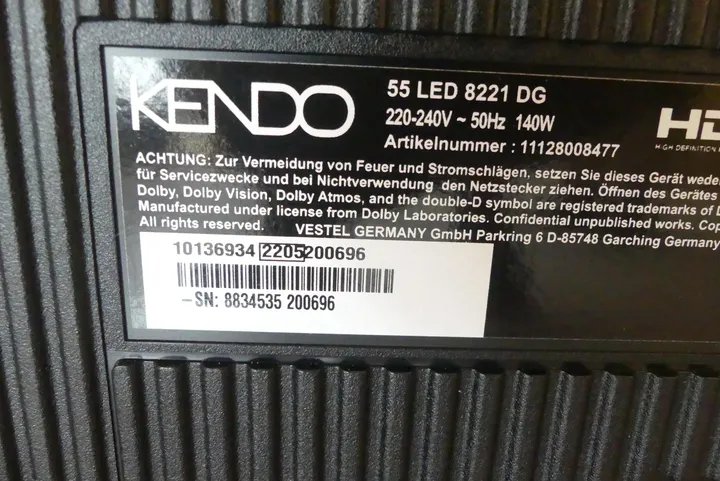 KENDO
55 LED 8221 DG
220-240V ~ 50Hz 140W
Artikelnummer : 11128008477
HIGH DEFINITION
ACHTUNG: Zur Vermeidung von Feuer und Stromschlägen, setzen Sie dieses Gerät
für Servicezwecke und bei Nichtverwendung den Netzstecker ziehen. Öffnen des Gerätes
Dolby, Dolby Vision, Dolby Atmos, and the double-D symbol are registered trademarks of
Manufactured under license from Dolby Laboratories. Confidential unpublished works.
All rights reserved. VESTEL GERMANY GmbH Parkring 6 D-85748 Garching Germany
10136934 2205200696
-SN: 8834535 200696